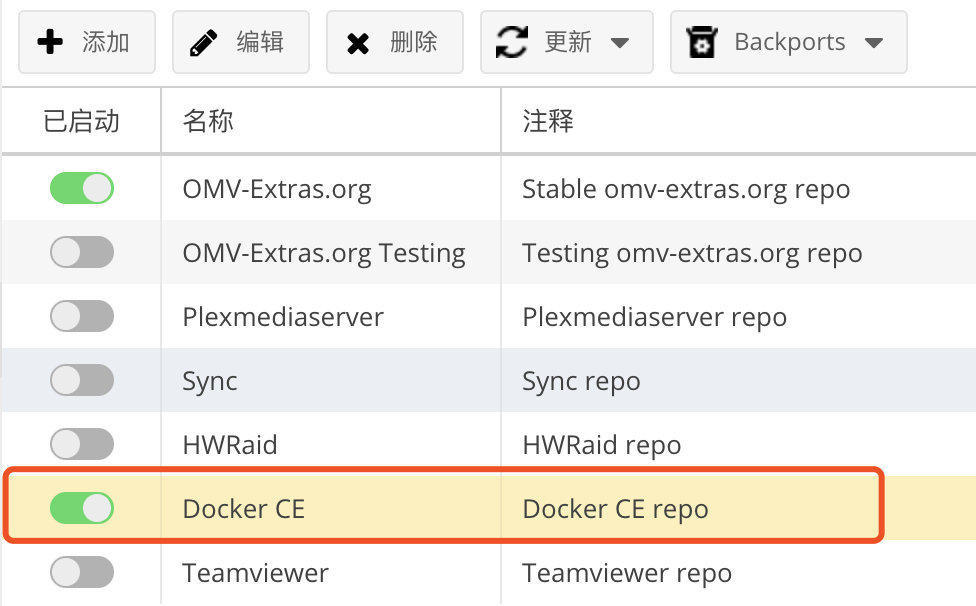 添加 编辑 删除 更新 Backports
已启动 名称 注释
OMV-Extras.org Stable omv-extras.org repo
OMV-Extras.org Testing Testing omv-extras.org repo
Plexmediaserver Plexmediaserver repo
Sync Sync repo
HWRaid HWRaid repo
Docker CE Docker CE repo
Teamviewer Teamviewer repo